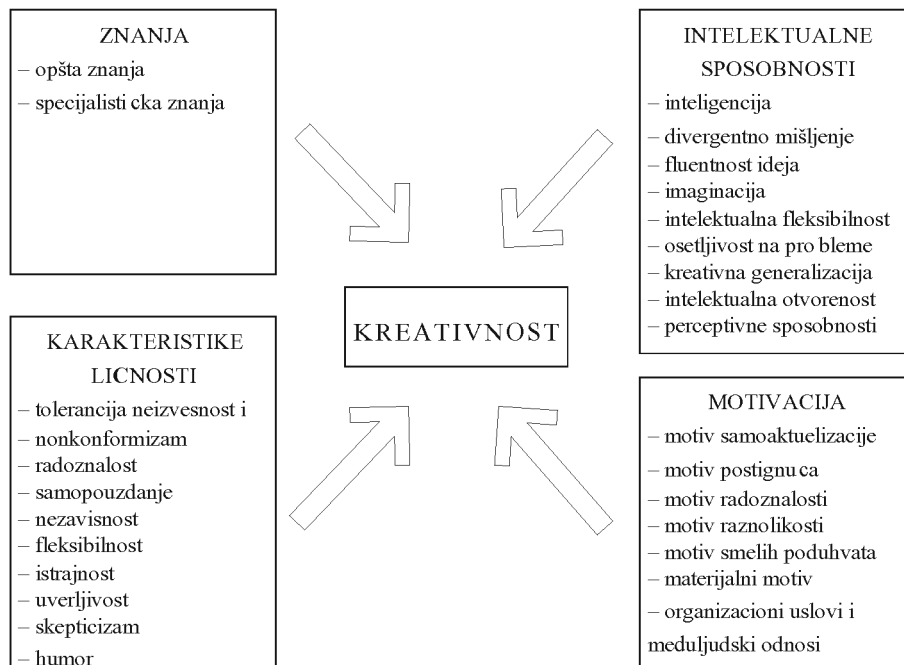 ZNANJA
– opšta znanja
– specijalisti cka znanja
INTELEKTUALNE
SPOSOBNOSTI
– inteligencija
– divergentno mišljenje
– fluentnost ideja
– imaginacija
– intelektualna fleksibilnost
– osetljivost na pro bleme
– kreativna generalizacija
– intelektualna otvorenost
– perceptivne sposobnosti
KREATIVNOST
KARAKTERISTIKE
LICNOSTI
– tolerancija neizvesnost i
– nonkonformizam
– radoznalost
– samopouzdanje
– nezavisnost
– fleksibilnost
– istrajnost
– uverljivost
– skepticizam
– humor
MOTIVACIJA
– motiv samoaktuelizacije
– motiv postignu ca
– motiv radoznalosti
– motiv raznolikosti
– motiv smelih poduhvata
– materijalni motiv
– organizacioni uslovi i
meduljudski odnosi